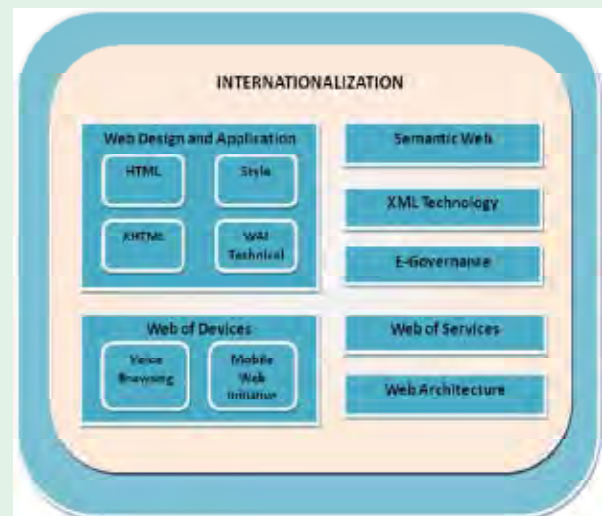 INTERNATIONALIZATION
Web Design and Application
HTML
Style
XHTML
WAI
Technical
Semantic Web
XML Technology
E-Governance
Web of Devices
Voice
Browsing
Mobile
Web
Initiative
Web of Services
Web Architecture